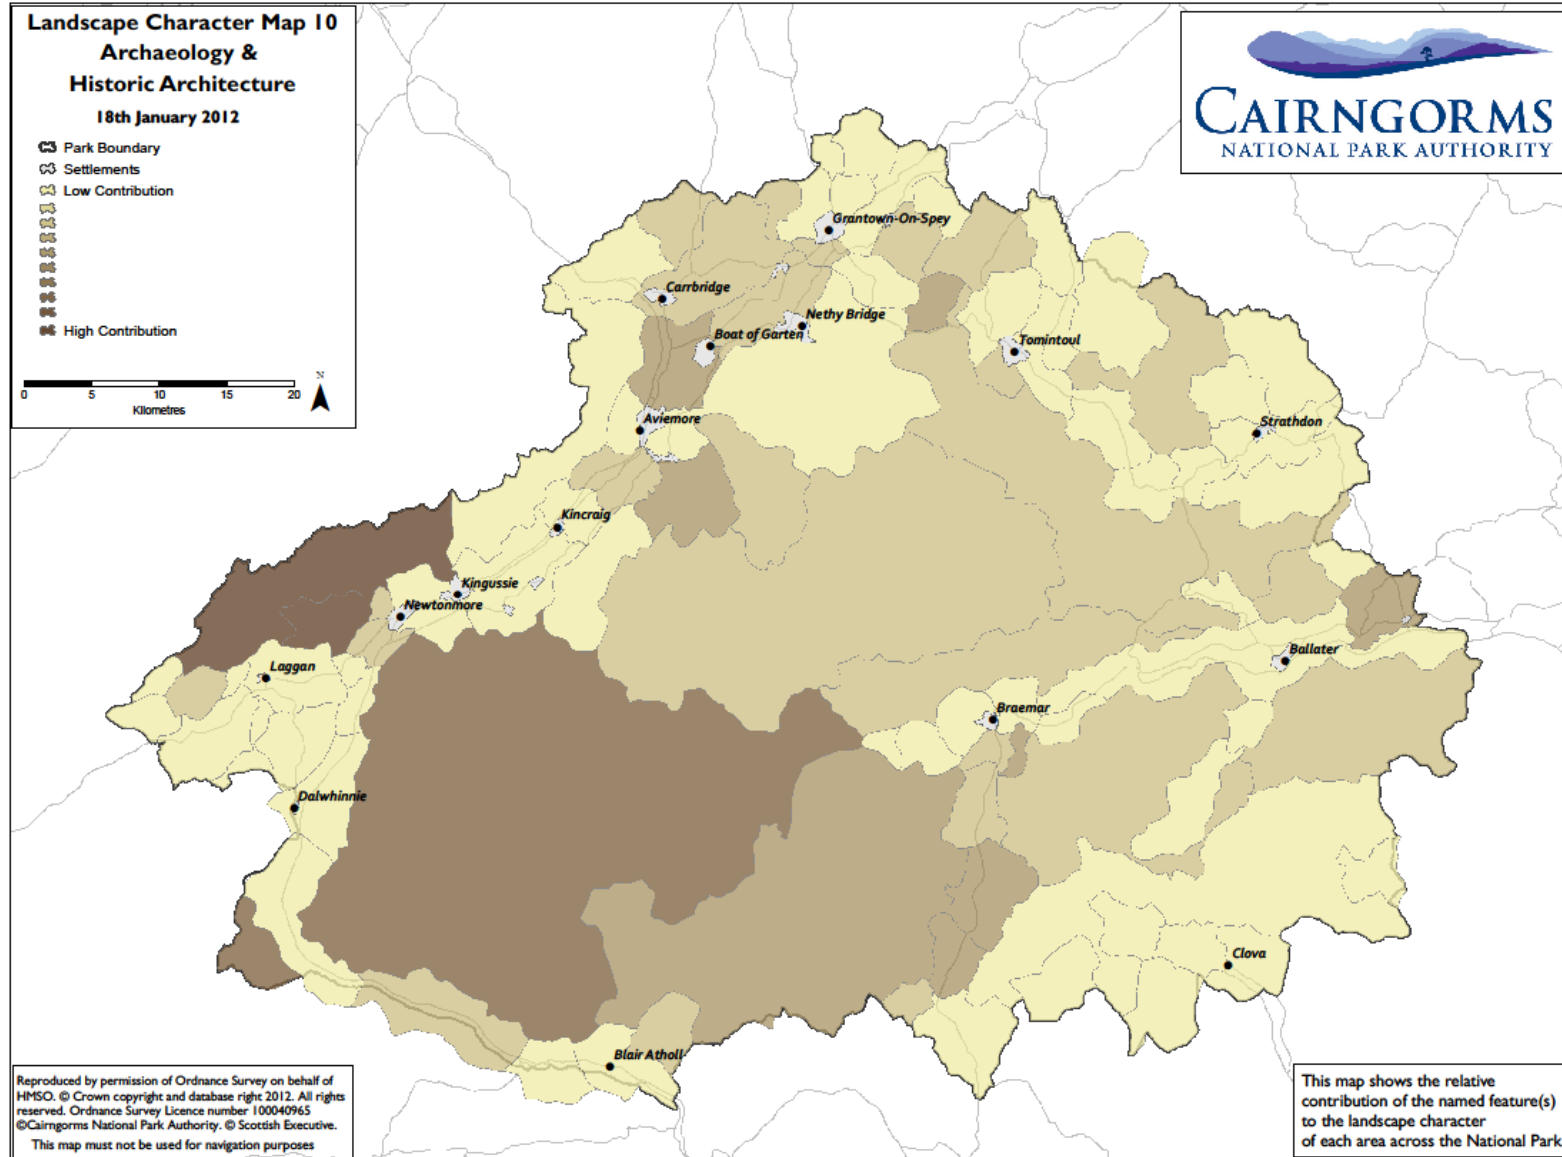 Landscape Character Map 10
Archaeology &
Historic Architecture
18th January 2012
Park Boundary
Settlements
Low Contribution
High Contribution
0 5 10 15 20
Kilometres
N
CAIRNGORMS
NATIONAL PARK AUTHORITY
Grantown-On-Spey
Carrbridge
Nethy Bridge
Boat of Garten
Tomintoul
Aviemore
Strathdon
Kincraig
Kingussie
Newtonmore
Laggan
Ballater
Braemar
Dalwhinnie
Clova
Blair Atholl
Reproduced by permission of Ordnance Survey on behalf of
HMSO. © Crown copyright and database right 2012. All rights
reserved. Ordnance Survey Licence number 100040965
©Cairngorms National Park Authority. © Scottish Executive.
This map must not be used for navigation purposes
This map shows the relative
contribution of the named feature(s)
to the landscape character
of each area across the National Park